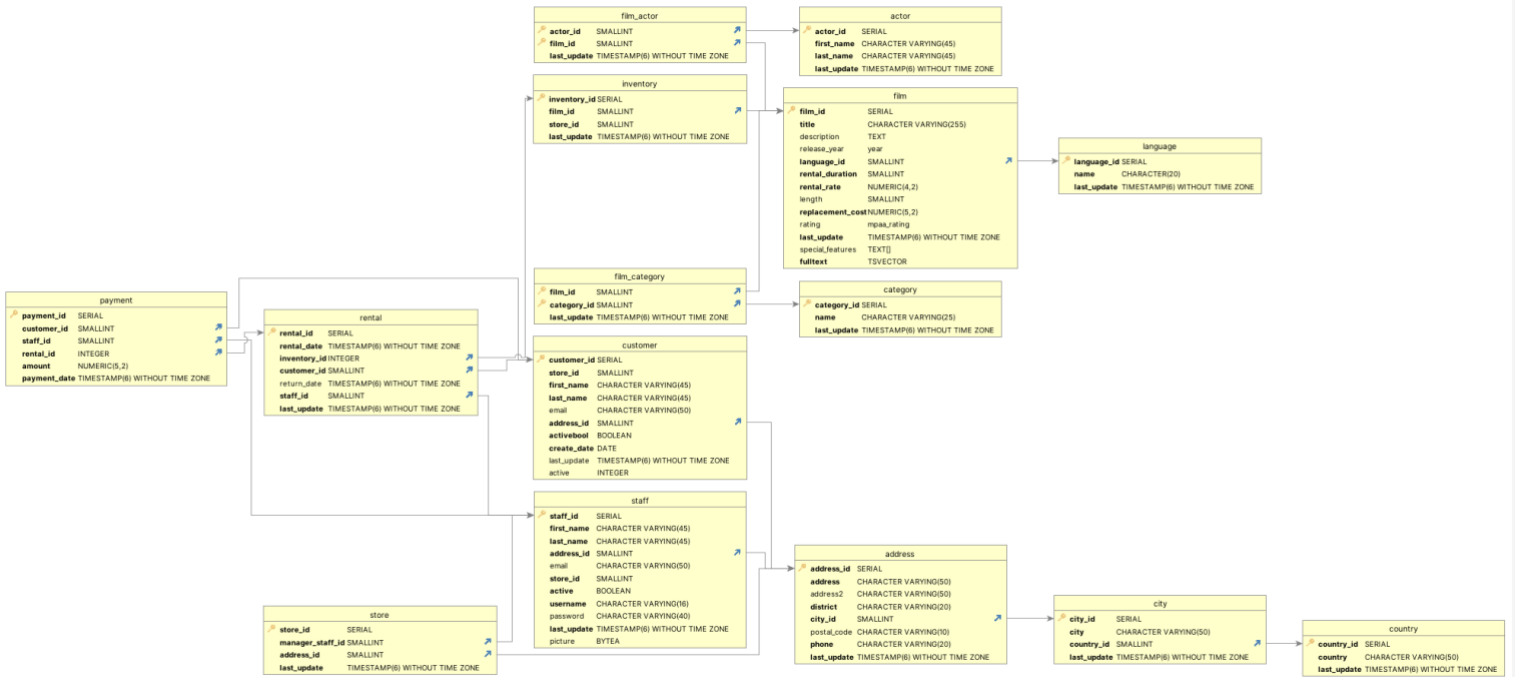 film_actor
actor_id SMALLINT
film_id SMALLINT
last_update TIMESTAMP(6) WITHOUT TIME ZONE
actor
actor_id SERIAL
first_name CHARACTER VARYING(45)
last_name CHARACTER VARYING(45)
last_update TIMESTAMP(6) WITHOUT TIME ZONE
inventory
inventory_id SERIAL
film_id SMALLINT
store_id SMALLINT
last_update TIMESTAMP(6) WITHOUT TIME ZONE
film
film_id SERIAL
title CHARACTER VARYING(255)
description TEXT
release_year year
language_id SMALLINT
rental_duration SMALLINT
rental_rate NUMERIC(4,2)
length SMALLINT
replacement_cost NUMERIC(5,2)
rating mpaa_rating
last_update TIMESTAMP(6) WITHOUT TIME ZONE
special_features TEXT[]
fulltext TSVECTOR
language
language_id SERIAL
name CHARACTER(20)
last_update TIMESTAMP(6) WITHOUT TIME ZONE
film_category
film_id SMALLINT
category_id SMALLINT
last_update TIMESTAMP(6) WITHOUT TIME ZONE
category
category_id SERIAL
name CHARACTER VARYING(25)
last_update TIMESTAMP(6) WITHOUT TIME ZONE
payment
payment_id SERIAL
customer_id SMALLINT
staff_id SMALLINT
rental_id INTEGER
amount NUMERIC(5,2)
payment_date TIMESTAMP(6) WITHOUT TIME ZONE
rental
rental_id SERIAL
rental_date TIMESTAMP(6) WITHOUT TIME ZONE
inventory_id INTEGER
customer_id SMALLINT
return_date TIMESTAMP(6) WITHOUT TIME ZONE
staff_id SMALLINT
last_update TIMESTAMP(6) WITHOUT TIME ZONE
customer
customer_id SERIAL
store_id SMALLINT
first_name CHARACTER VARYING(45)
last_name CHARACTER VARYING(45)
email CHARACTER VARYING(50)
address_id SMALLINT
activebool BOOLEAN
create_date DATE
last_update TIMESTAMP(6) WITHOUT TIME ZONE
active INTEGER
staff
staff_id SERIAL
first_name CHARACTER VARYING(45)
last_name CHARACTER VARYING(45)
address_id SMALLINT
email CHARACTER VARYING(50)
store_id SMALLINT
active BOOLEAN
username CHARACTER VARYING(16)
password CHARACTER VARYING(40)
last_update TIMESTAMP(6) WITHOUT TIME ZONE
picture BYTEA
store
store_id SERIAL
manager_staff_id SMALLINT
address_id SMALLINT
last_update TIMESTAMP(6) WITHOUT TIME ZONE
address
address_id SERIAL
address CHARACTER VARYING(50)
address2 CHARACTER VARYING(50)
district CHARACTER VARYING(20)
city_id SMALLINT
postal_code CHARACTER VARYING(10)
phone CHARACTER VARYING(20)
last_update TIMESTAMP(6) WITHOUT TIME ZONE
city
city_id SERIAL
city CHARACTER VARYING(50)
country_id SMALLINT
last_update TIMESTAMP(6) WITHOUT TIME ZONE
country
country_id SERIAL
country CHARACTER VARYING(50)
last_update TIMESTAMP(6) WITHOUT TIME ZONE